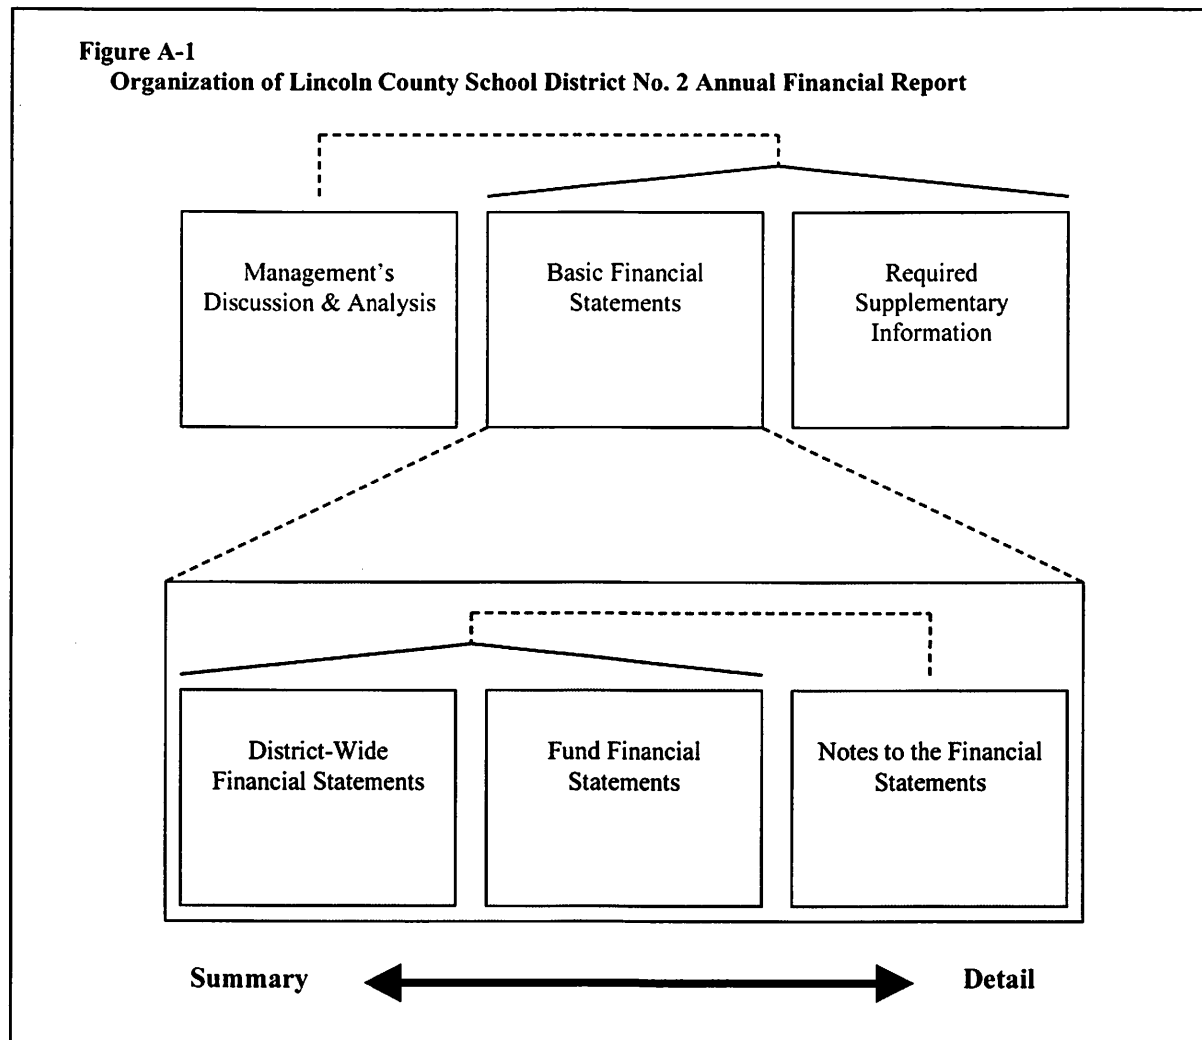 Figure A-1
Organization of Lincoln County School District No. 2 Annual Financial Report
Management's
Discussion & Analysis
Basic Financial
Statements
Required
Supplementary
Information
District-Wide
Financial Statements
Fund Financial
Statements
Notes to the Financial
Statements
Summary
Detail